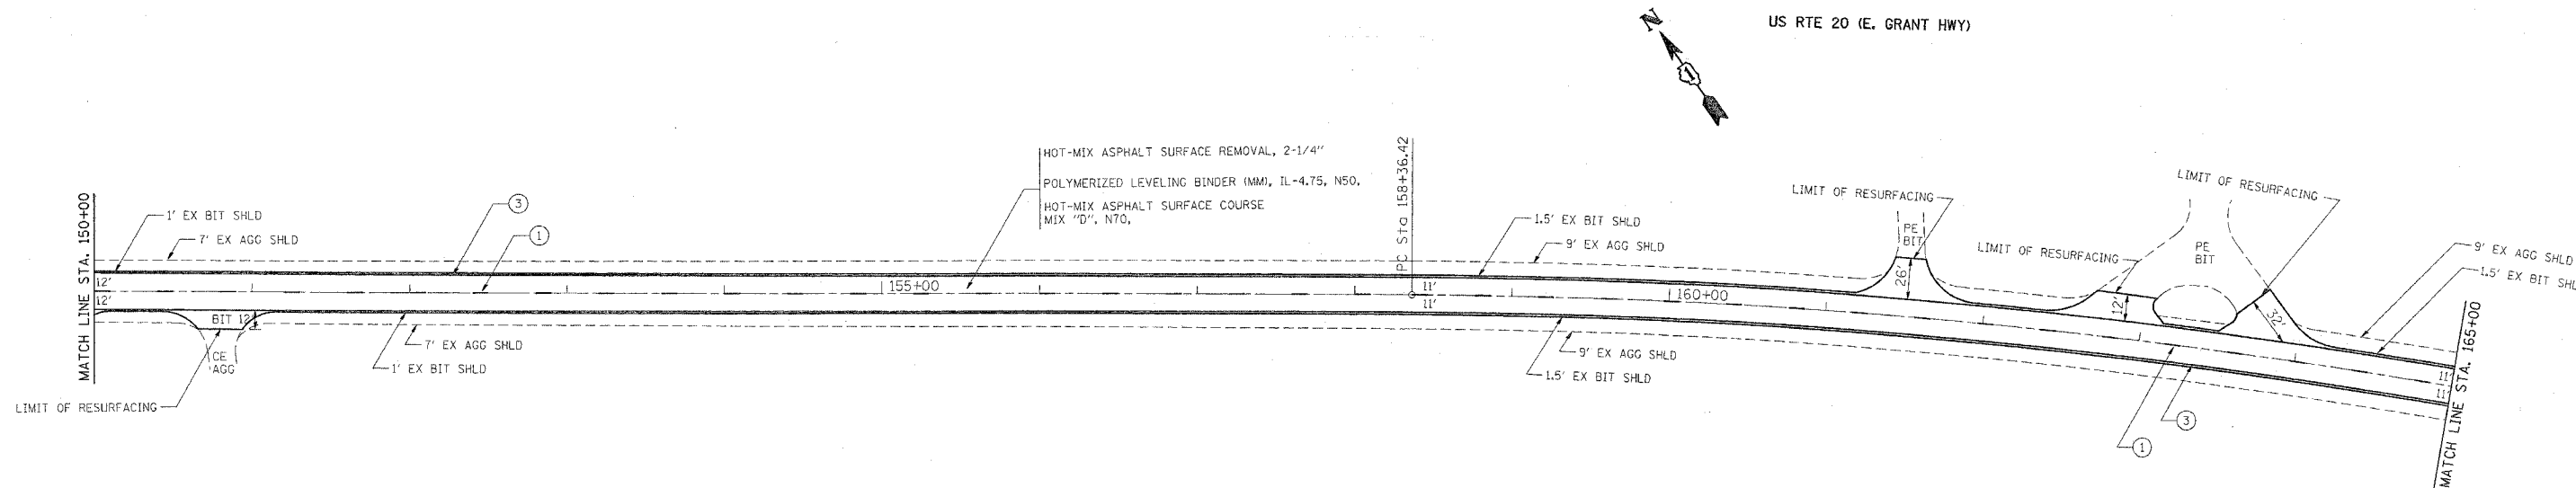 N
1
US RTE 20 (E. GRANT HWY)
HOT-MIX ASPHALT SURFACE REMOVAL, 2-1/4"
POLYMERIZED LEVELING BINDER (MM), IL-4.75, N50,
HOT-MIX ASPHALT SURFACE COURSE
MIX "D", N70,
MATCH LINE STA. 150+00
1' EX BIT SHLD
7' EX AGG SHLD
3
1
12'
12'
BIT 12'
CE
AGG
LIMIT OF RESURFACING
7' EX AGG SHLD
1' EX BIT SHLD
155+00
PC Sta 158+36.42
11'
11'
1.5' EX BIT SHLD
9' EX AGG SHLD
160+00
9' EX AGG SHLD
1.5' EX BIT SHLD
LIMIT OF RESURFACING
PE
BIT
26'
LIMIT OF RESURFACING
12'
LIMIT OF RESURFACING
PE
BIT
32'
9' EX AGG SHLD
1.5' EX BIT SHL
11'
11'
3
1
MATCH LINE STA. 165+00